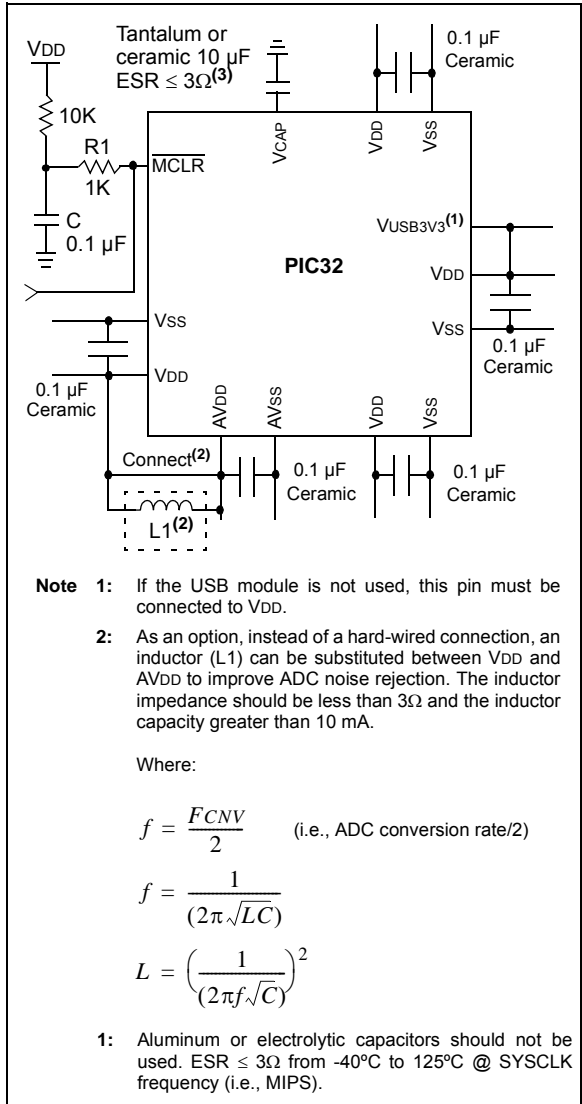 Tantalum or
ceramic 10 µF
ESR ≤ 3Ω(3)
0.1 µF
Ceramic
VDD
10K
R1
1K
C
0.1 µF
MCLR
VCAP
VDD
VSS
VUSB3V3(1)
VDD
VSS
PIC32
0.1 µF
Ceramic
VSS
VDD
0.1 µF
Ceramic
AVDD
AVSS
VDD
VSS
Connect(2)
L1(2)
0.1 µF
Ceramic
0.1 µF
Ceramic
Note 1: If the USB module is not used, this pin must be
connected to VDD.
2: As an option, instead of a hard-wired connection, an
inductor (L1) can be substituted between VDD and
AVDD to improve ADC noise rejection. The inductor
impedance should be less than 3Ω and the inductor
capacity greater than 10 mA.
Where:
f = FCNV / 2 (i.e., ADC conversion rate/2)
f = 1 / (2π√LC)
L = (1 / (2πf√C))²
1: Aluminum or electrolytic capacitors should not be
used. ESR ≤ 3Ω from -40ºC to 125ºC @ SYSCLK
frequency (i.e., MIPS).